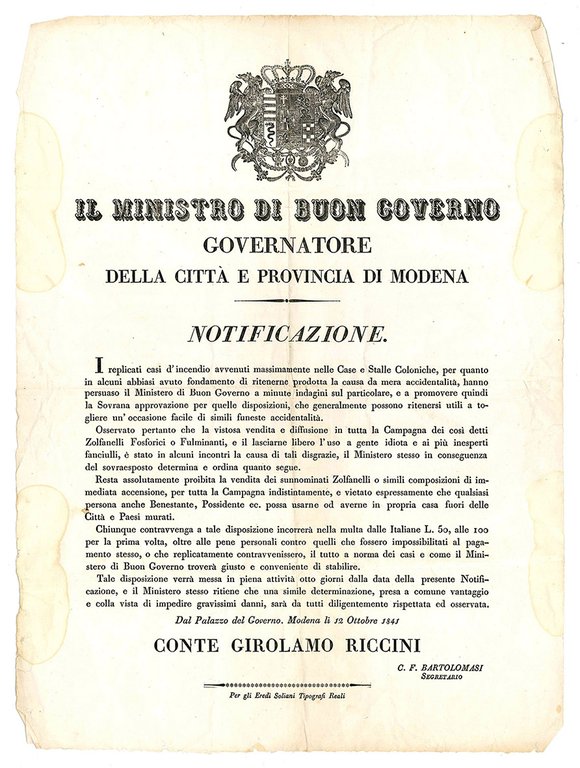 IL MINISTRO DI BUON GOVERNO
GOVERNATORE
DELLA CITTÀ E PROVINCIA DI MODENA
NOTIFICAZIONE.
I replicati casi d'incendio avvenuti massimamente nelle Case e Stalle Coloniche, per quanto
in alcuni abbiasi avuto fondamento di ritenerne prodotta la causa da mera accidentalità, hanno
persuaso il Ministero di Buon Governo a minute indagini sul particolare, e a promovere quindi
la Sovrana approvazione per quelle disposizioni, che generalmente possono ritenersi utili a to-
gliere un'occasione facile di simili funeste accidentalità.
Osservato pertanto che la vistosa vendita e diffusione in tutta la Campagna dei così detti
Zolfanelli Fosforici o Fulminanti, e il lasciarne libero l'uso a gente idiota e ai più inesperti
fanciulli, è stato in alcuni incontri la causa di tali disgrazie, il Ministero stesso in conseguenza
del sovraesposto determina e ordina quanto segue.
Resta assolutamente proibita la vendita dei sunnominati Zolfanelli o simili composizioni di im-
mediata accensione, per tutta la Campagna indistintamente, e vietato espressamente che qualsiasi
persona anche Benestante, Possidente ec. possa usarne od averne in propria casa fuori delle
Città e Paesi murati.
Chiunque contravvenga a tale disposizione incorrerà nella multa dalle Italiane L. 50, alle 100
per la prima volta, oltre alle pene personali contro quelli che fossero impossibilitati al paga-
mento stesso, o che replicatamente contravvenissero, il tutto a norma dei casi e come il Mini-
stero di Buon Governo troverà giusto e conveniente di stabilire.
Tale disposizione verrà messa in piena attività otto giorni dalla data della presente Notifi-
cazione, e il Ministero stesso ritiene che una simile determinazione, presa a comune vantaggio
e colla vista di impedire gravissimi danni, sarà da tutti diligentemente rispettata ed osservata.
Dal Palazzo del Governo. Modena li 12 Ottobre 1841
CONTE GIROLAMO RICCINI
C. F. BARTOLOMASI
SEGRETARIO
Per gli Eredi Soliani Tipografi Reali